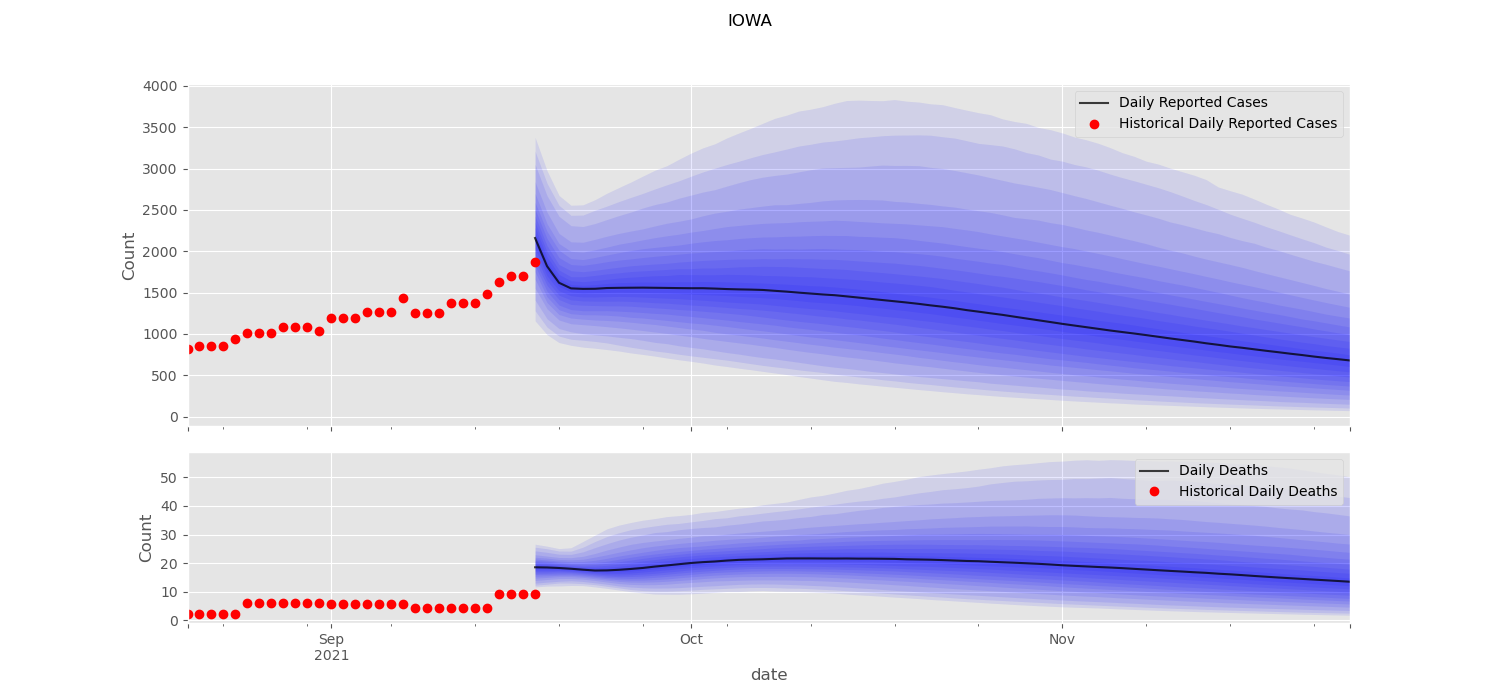 IOWA
4000
3500
3000
2500
2000
1500
1000
500
0
Count
Daily Reported Cases
Historical Daily Reported Cases
50
40
30
20
10
0
Count
Daily Deaths
Historical Daily Deaths
Sep
2021
Oct
Nov
date